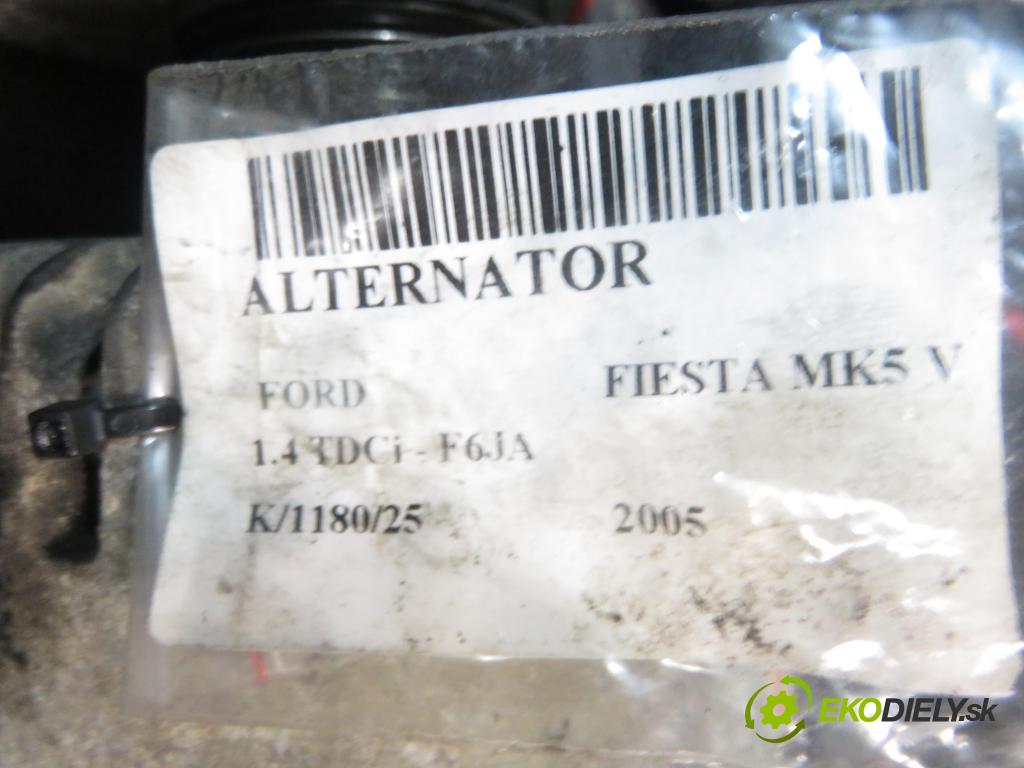 ALTERNATOR
FORD FIESTA MK5 V
1.4 TDCi - F6JA
K/1180/25 2005
EKODIELY.sk